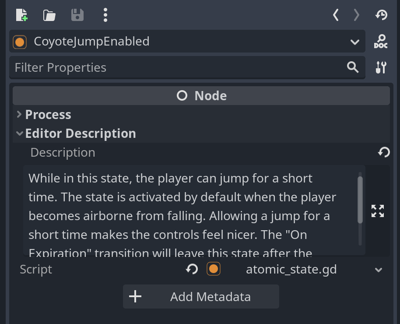 CoyoteJumpEnabled
DOC
Filter Properties
Node
Process
Editor Description
Description
While in this state, the player can jump for a short
time. The state is activated by default when the player
becomes airborne from falling. Allowing a jump for a
short time makes the controls feel nicer. The "On
Expiration" transition will leave this state after the
Script
atomic_state.gd
Add Metadata